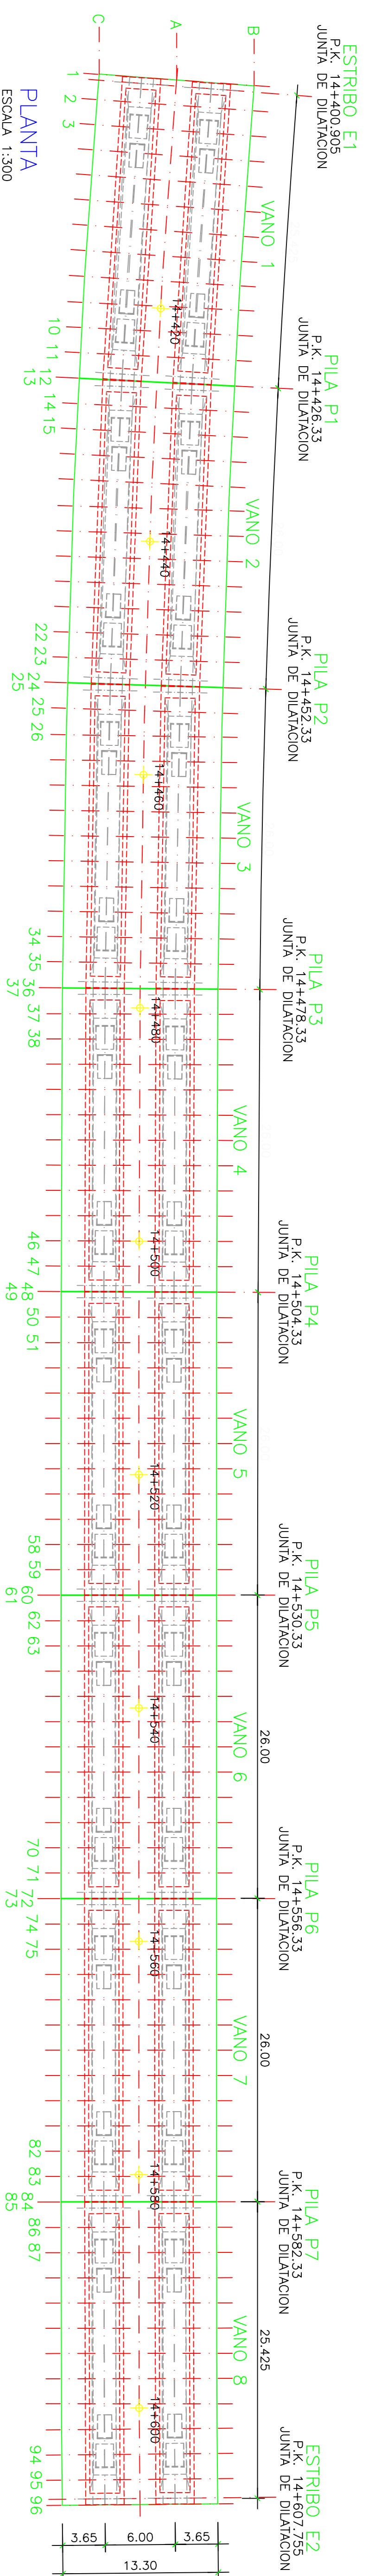 ESTRIBO E1
P.K. 14+400.905
JUNTA DE DILATACION
PILA P1
P.K. 14+426.33
JUNTA DE DILATACION
PILA P2
P.K. 14+452.33
JUNTA DE DILATACION
PILA P3
P.K. 14+478.33
JUNTA DE DILATACION
PILA P4
P.K. 14+504.33
JUNTA DE DILATACION
PILA P5
P.K. 14+530.33
JUNTA DE DILATACION
PILA P6
P.K. 14+556.33
JUNTA DE DILATACION
PILA P7
P.K. 14+582.33
JUNTA DE DILATACION
ESTRIBO E2
P.K. 14+607.755
JUNTA DE DILATACION
26.00
26.00
25.425
VANO 1
VANO 2
VANO 3
VANO 4
VANO 5
VANO 6
VANO 7
VANO 8
B
A
C
14+420
14+440
14+460
14+480
14+500
14+520
14+540
14+560
14+580
14+600
3.65
6.00
3.65
13.30
1 2 3
10 11 12 14 15
13
22 23 24 25 26
25
34 35 36 37 38
37
46 47 48 50 51
49
58 59 60 62 63
61
70 71 72 74 75
73
82 83 84 86 87
85
94 95 96
PLANTA
ESCALA 1:300